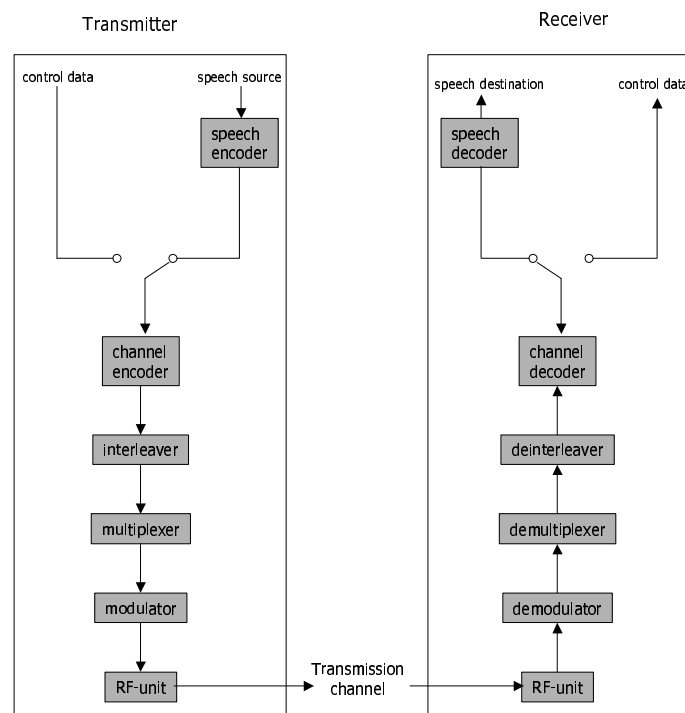 Transmitter
control data
speech source
speech
encoder
channel
encoder
interleaver
multiplexer
modulator
RF-unit
Transmission
channel
Receiver
speech destination
control data
speech
decoder
channel
decoder
deinterleaver
demultiplexer
demodulator
RF-unit